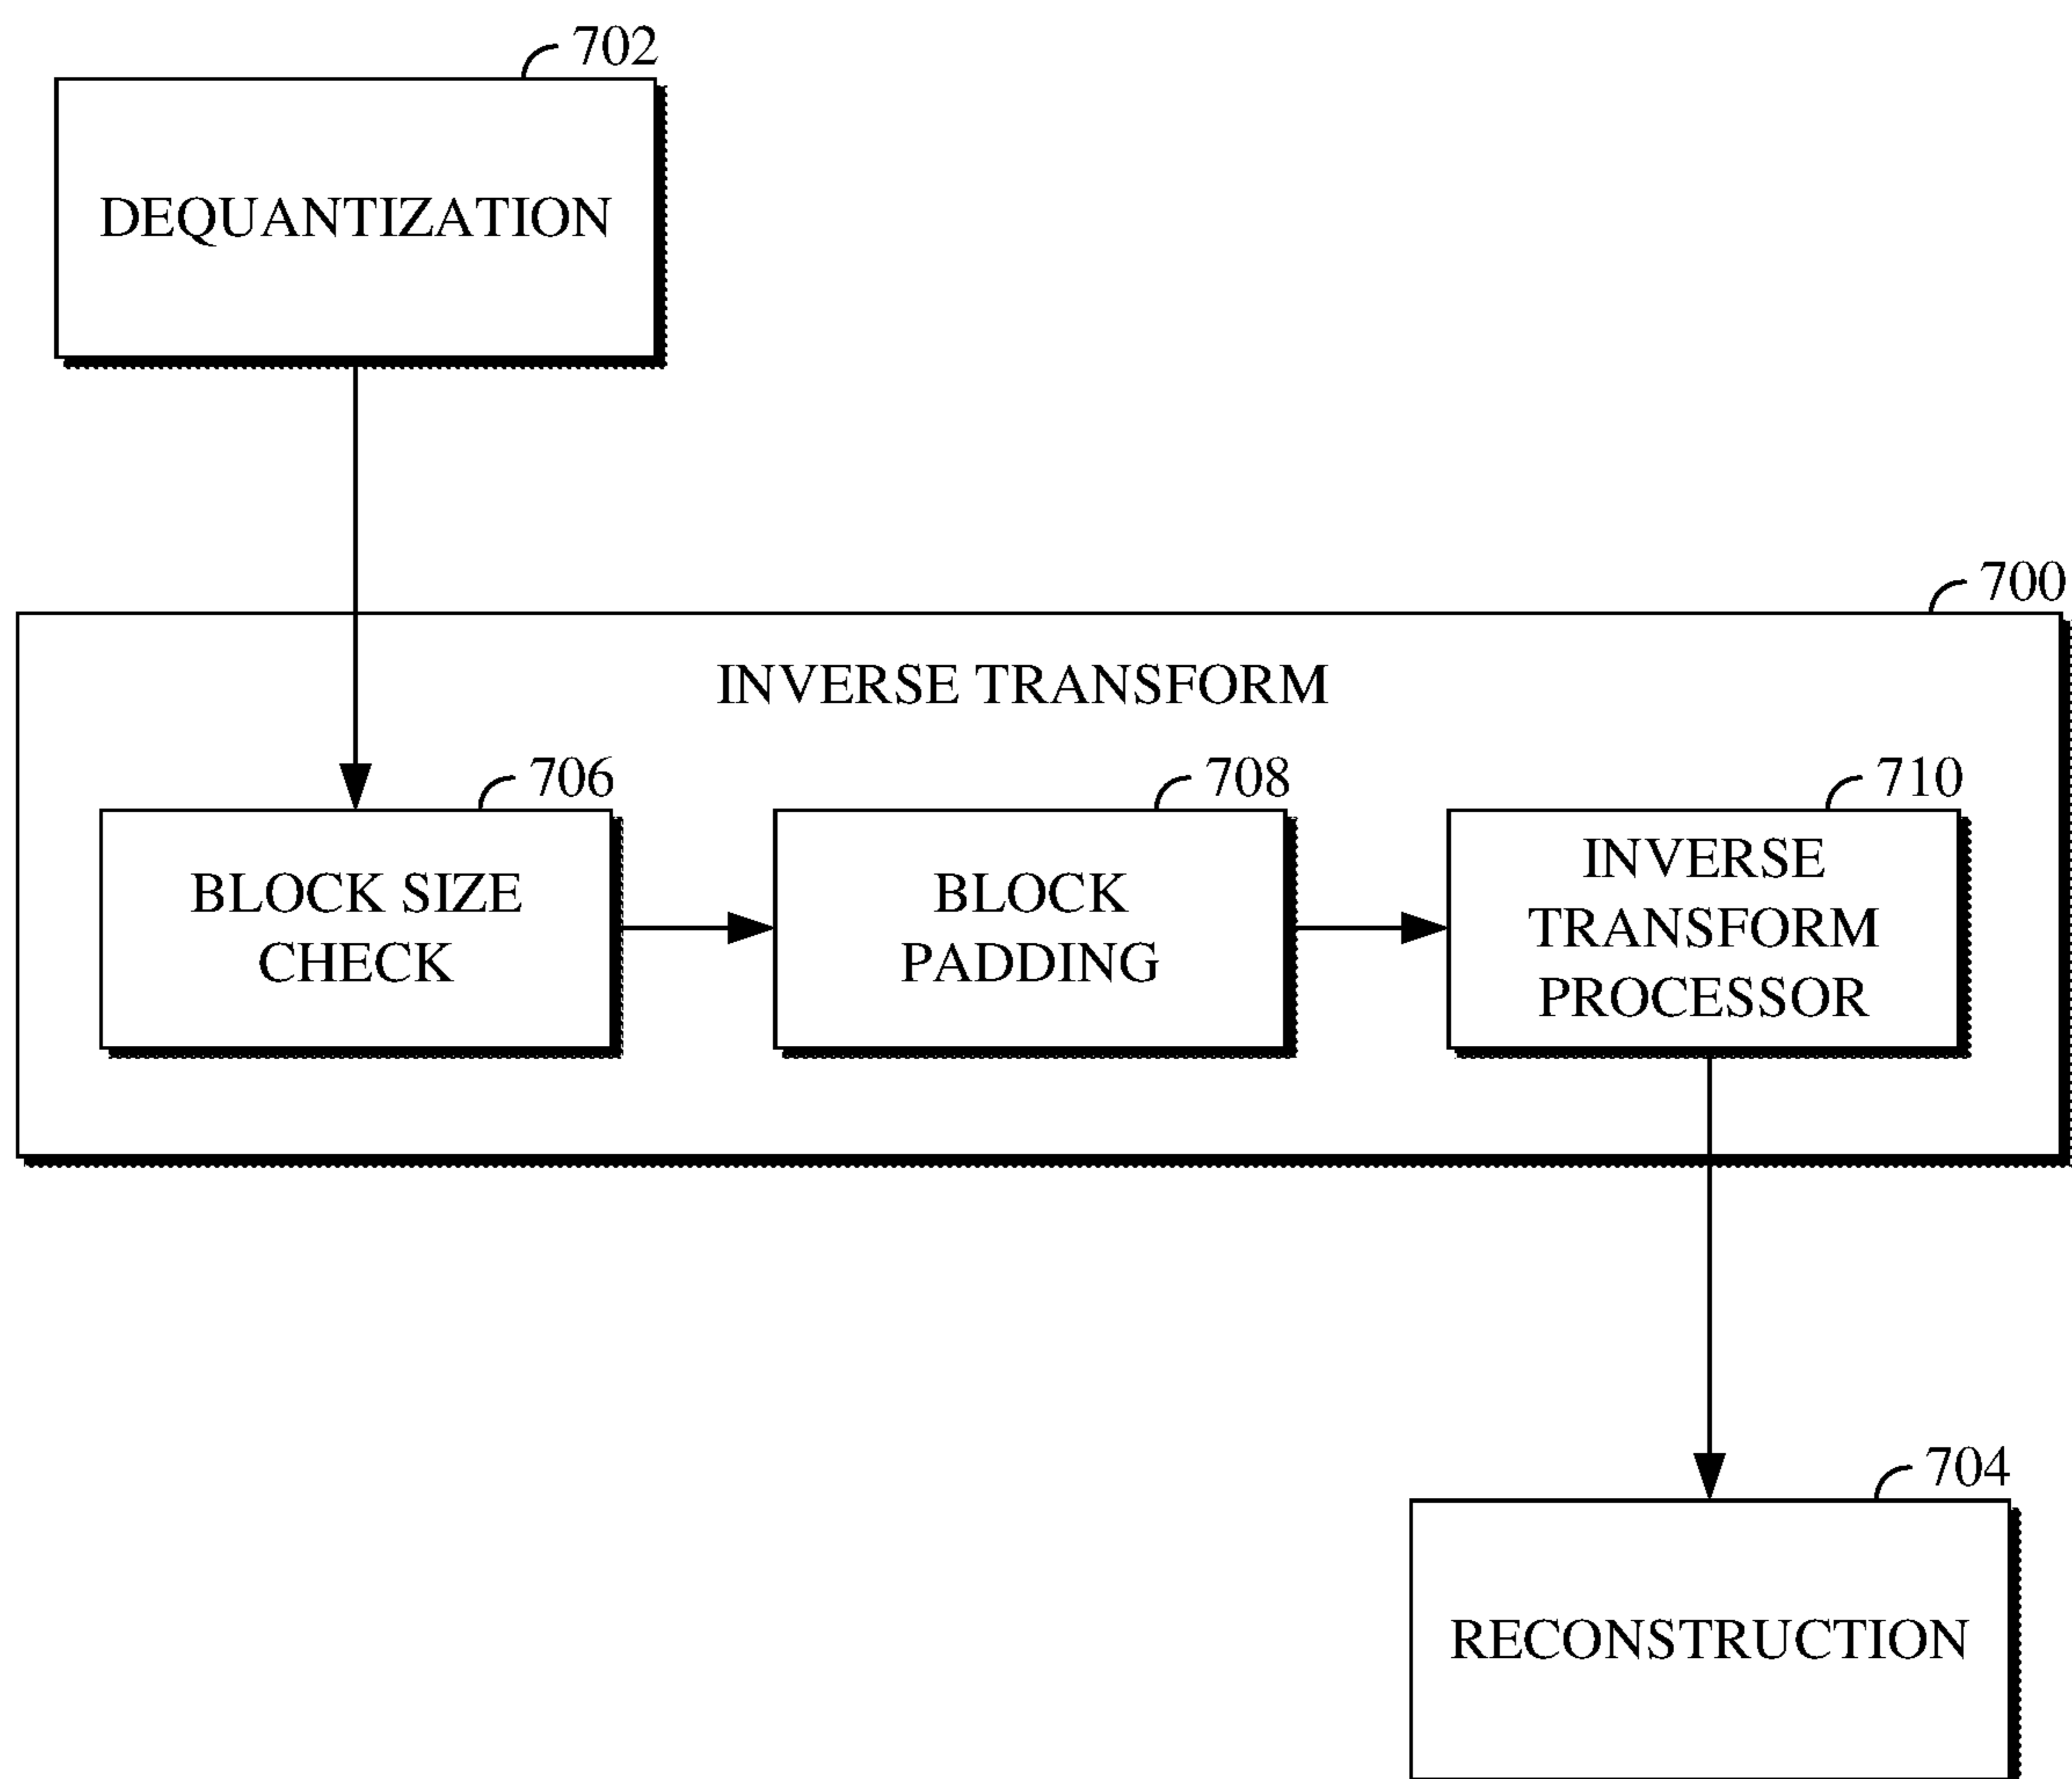 702
DEQUANTIZATION
700
INVERSE TRANSFORM
706
BLOCK SIZE
CHECK
708
BLOCK
PADDING
710
INVERSE
TRANSFORM
PROCESSOR
704
RECONSTRUCTION